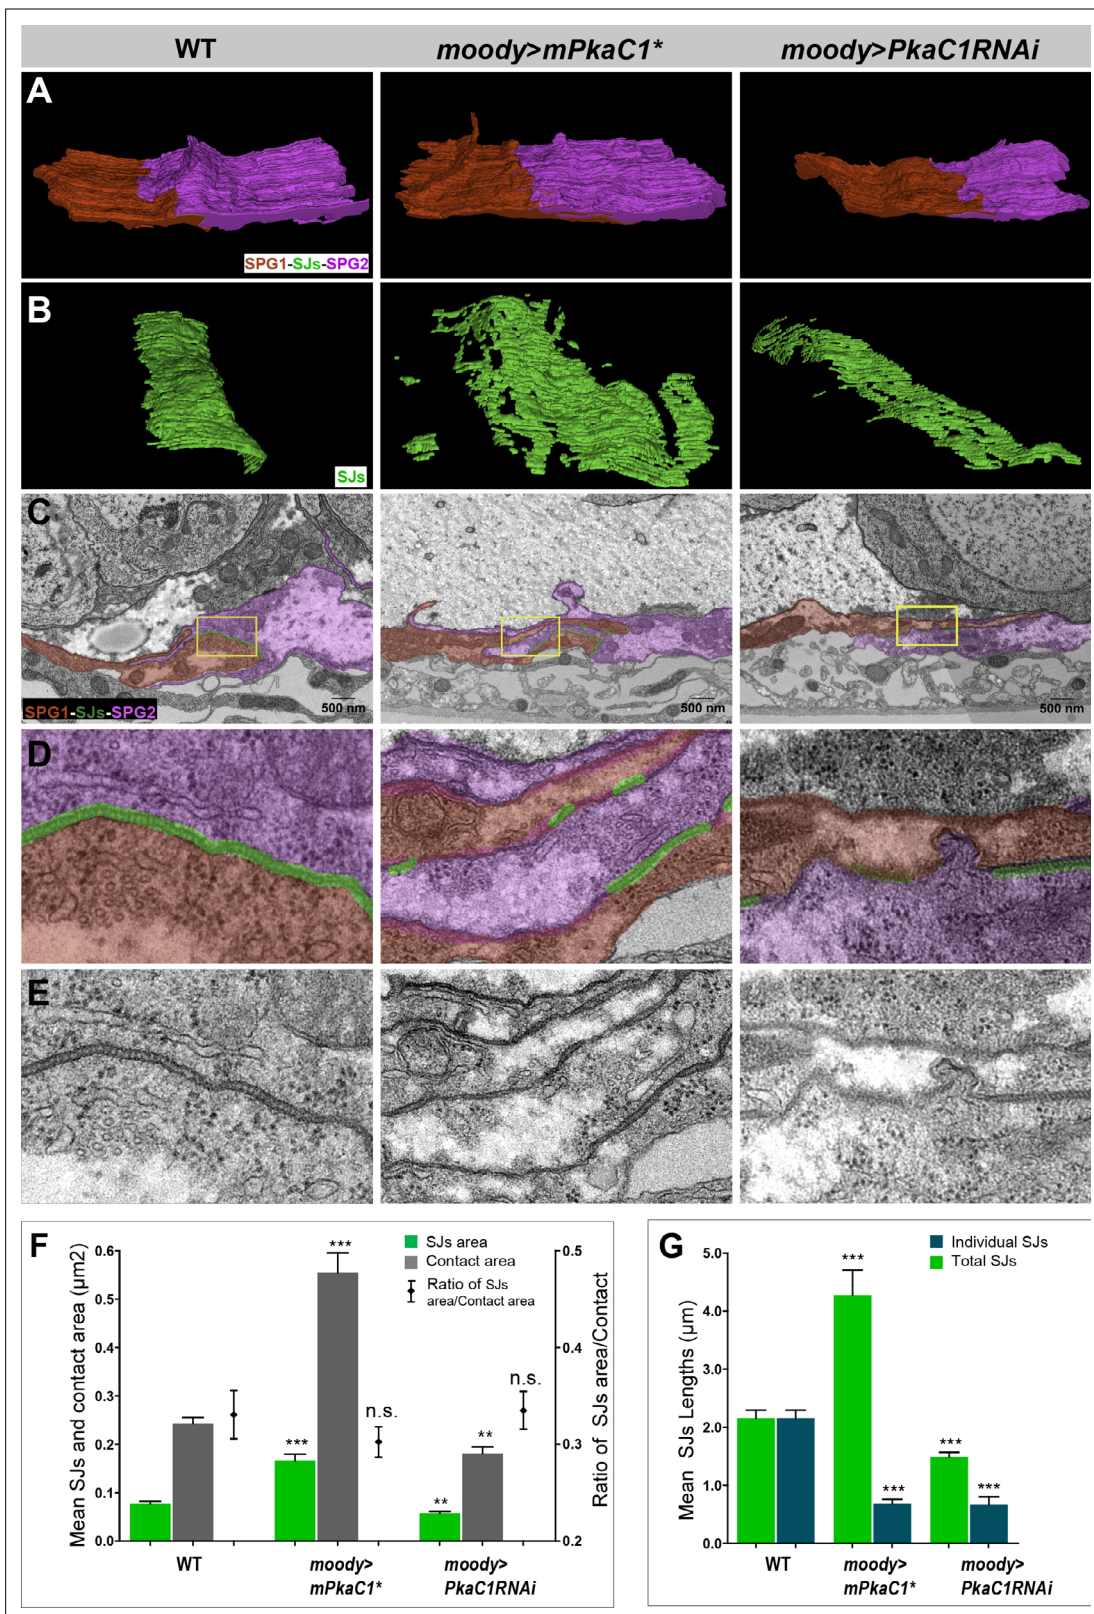 WT moody>mPkaC1* moody>PkaC1RNAi
A
SPG1-SJs-SPG2
B
SJs
C
SPG1-SJs-SPG2
500 nm
500 nm
500 nm
D
E
F
SJs area
Contact area
Ratio of SJs
area/Contact area
Mean SJs and contact area (µm2)
0.6
0.5
0.4
0.3
0.2
0.1
0.0
***
***
n.s.
**
**
n.s.
0.5
0.4
0.3
0.2
Ratio of SJs area/Contact
WT
moody>
mPkaC1*
moody>
PkaC1RNAi
G
Individual SJs
Total SJs
Mean SJs Lengths (µm)
5.0
4.0
3.0
2.0
1.0
0.0
***
***
***
***
WT
moody>
mPkaC1*
moody>
PkaC1RNAi